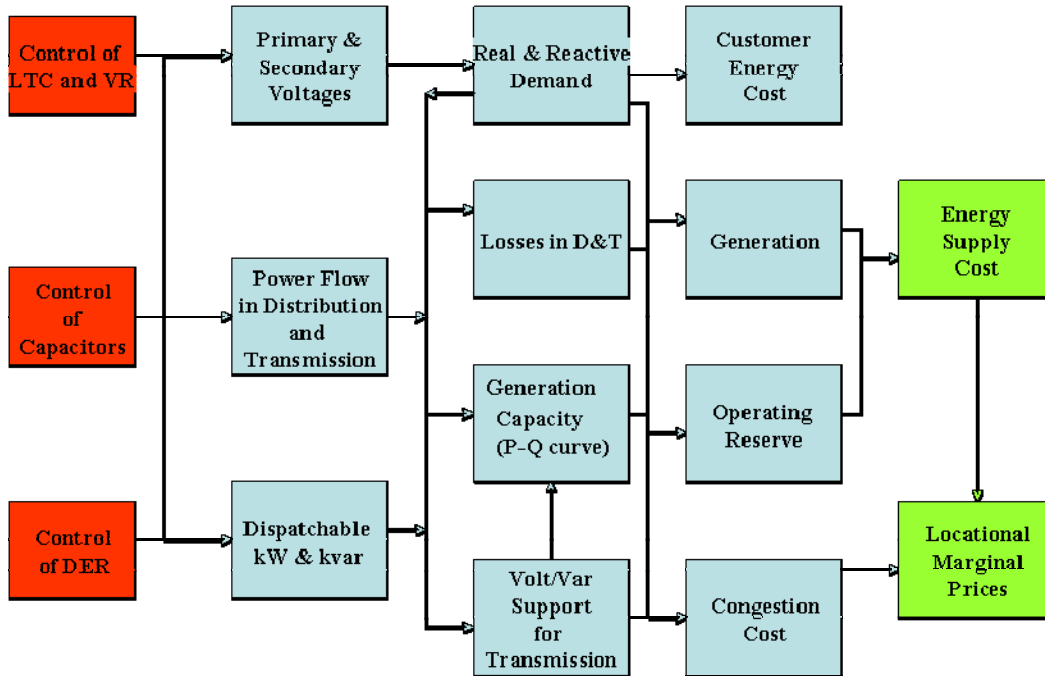 Control of
LTC and VR
Primary &
Secondary
Voltages
Real & Reactive
Demand
Customer
Energy
Cost
Losses in D&T
Generation
Energy
Supply
Cost
Control
of
Capacitors
Power Flow
in Distribution
and
Transmission
Generation
Capacity
(P-Q curve)
Operating
Reserve
Control
of DER
Dispatchable
kW & kvar
Volt/Var
Support
for
Transmission
Congestion
Cost
Locational
Marginal
Prices